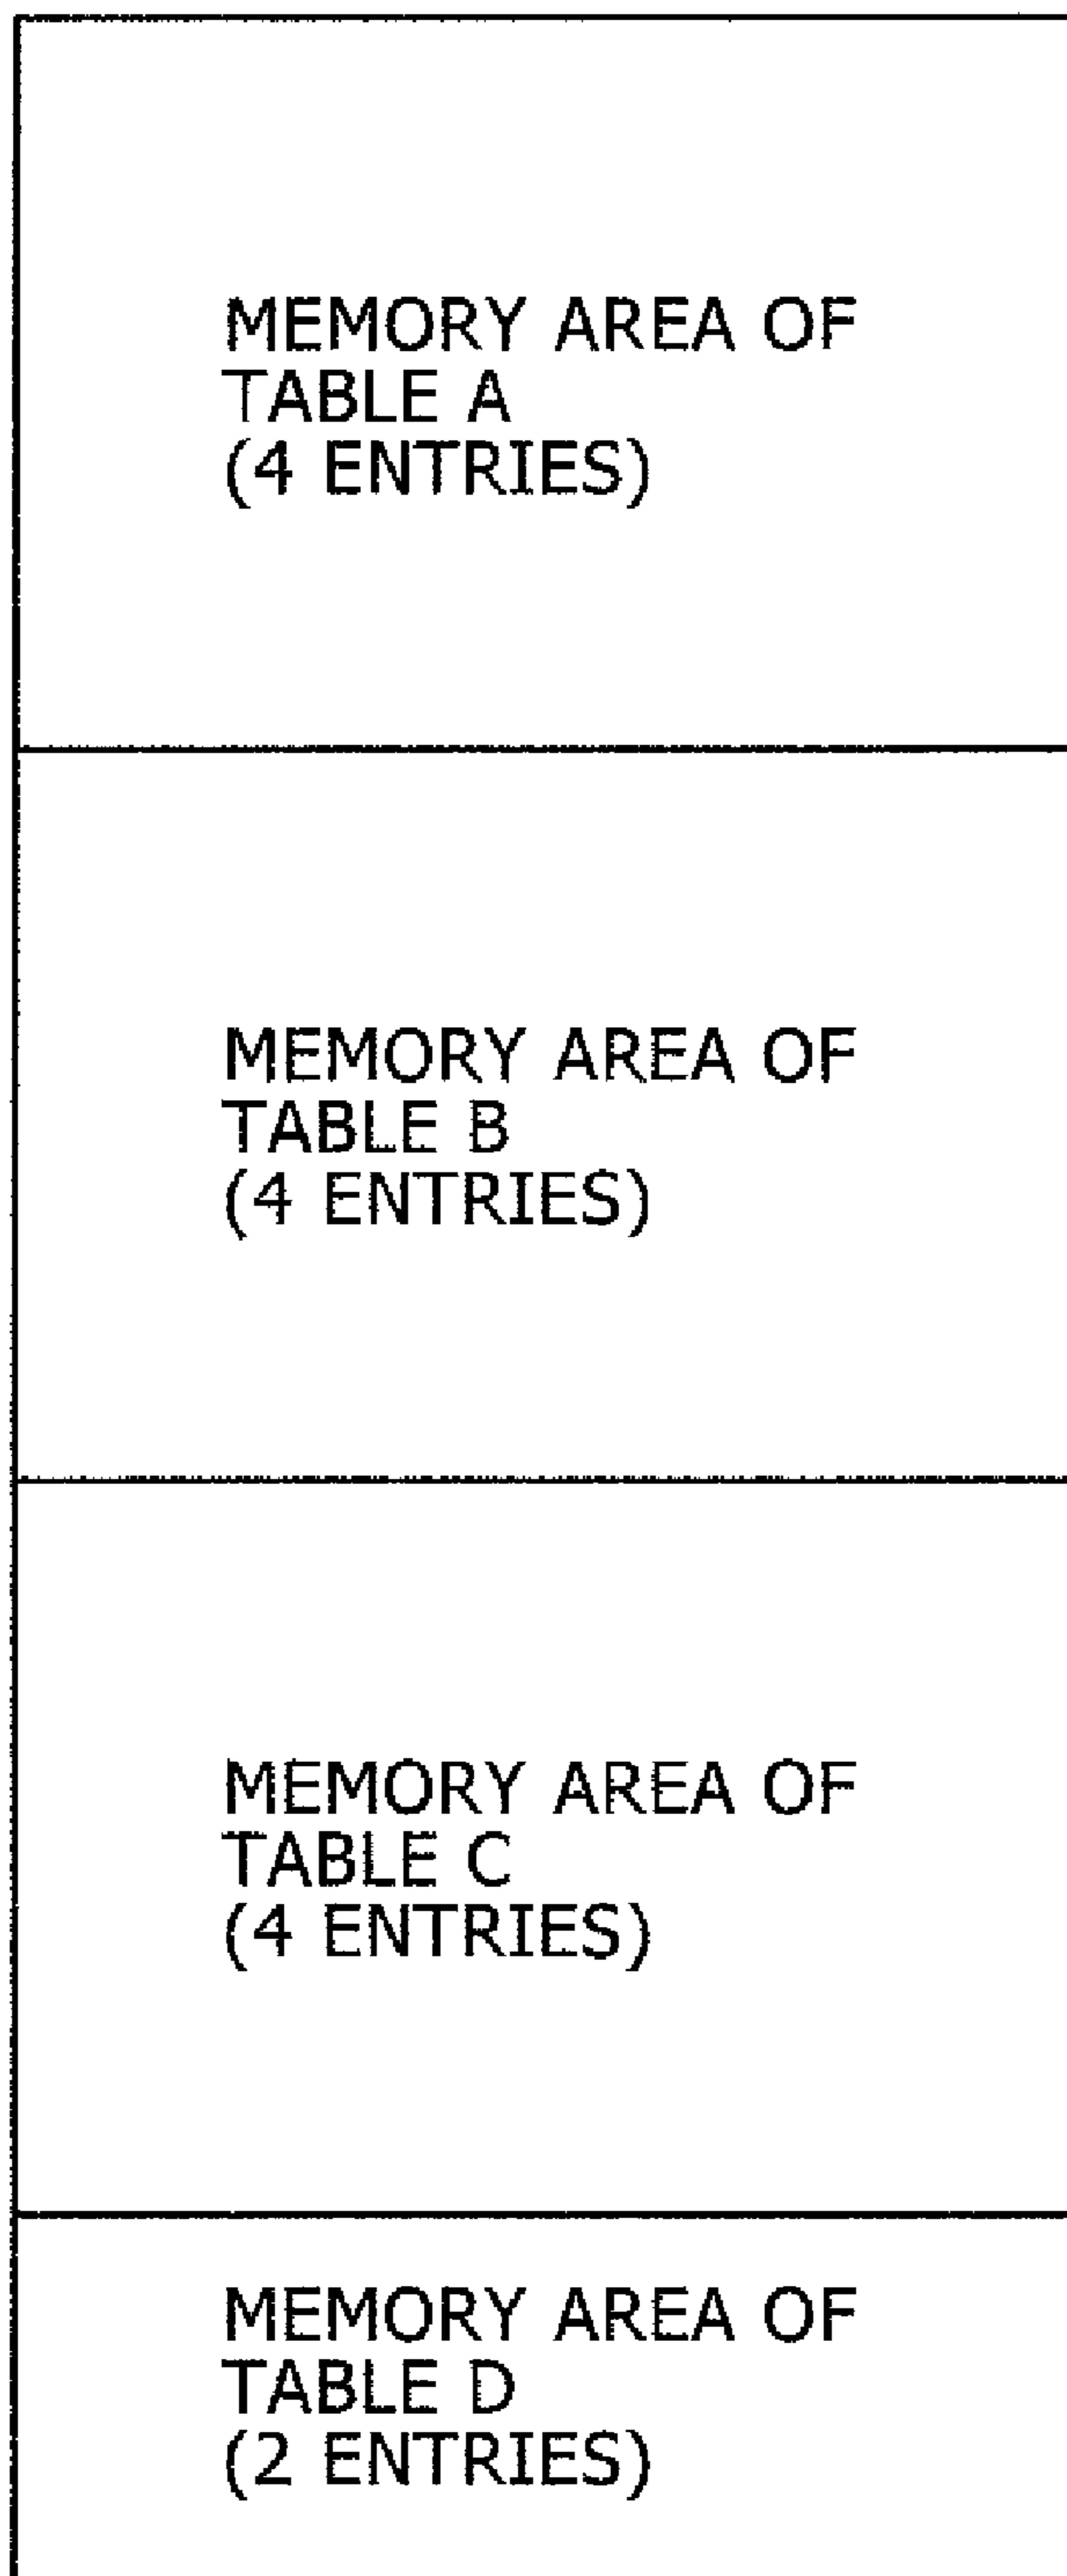 MEMORY AREA OF
TABLE A
(4 ENTRIES)
MEMORY AREA OF
TABLE B
(4 ENTRIES)
MEMORY AREA OF
TABLE C
(4 ENTRIES)
MEMORY AREA OF
TABLE D
(2 ENTRIES)